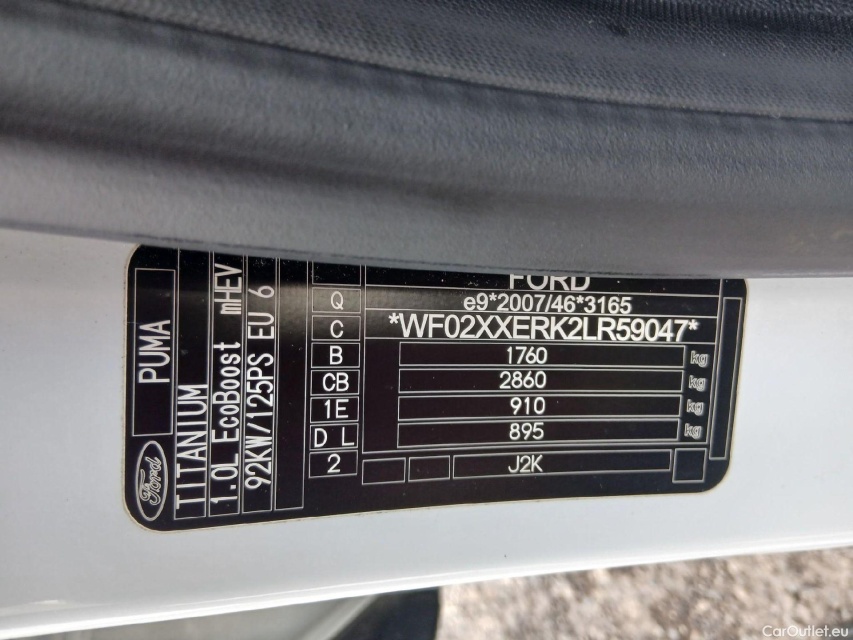 PUMA
Ford
TITANIUM
1.0L EcoBoost mHEV
92KW/125PS EU 6
FORD
Q e9*2007/46*3165
C *WF02XXERK2LR59047*
B 1760 kg
CB 2860 kg
1E 910 kg
D L 895 kg
2 J2K
CarOutlet.eu